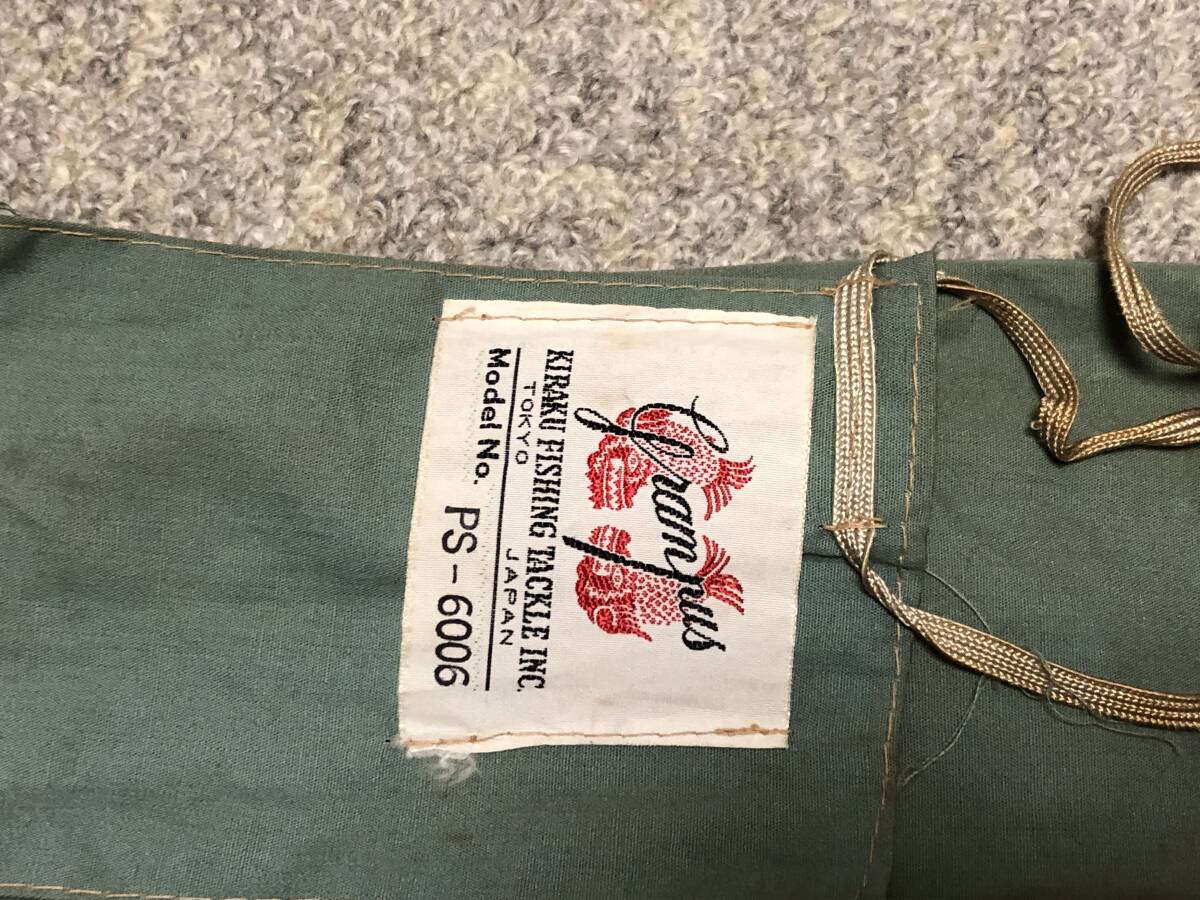 Grampus
KIRAKU FISHING TACKLE INC.
TOKYO JAPAN
Model No. PS-6006